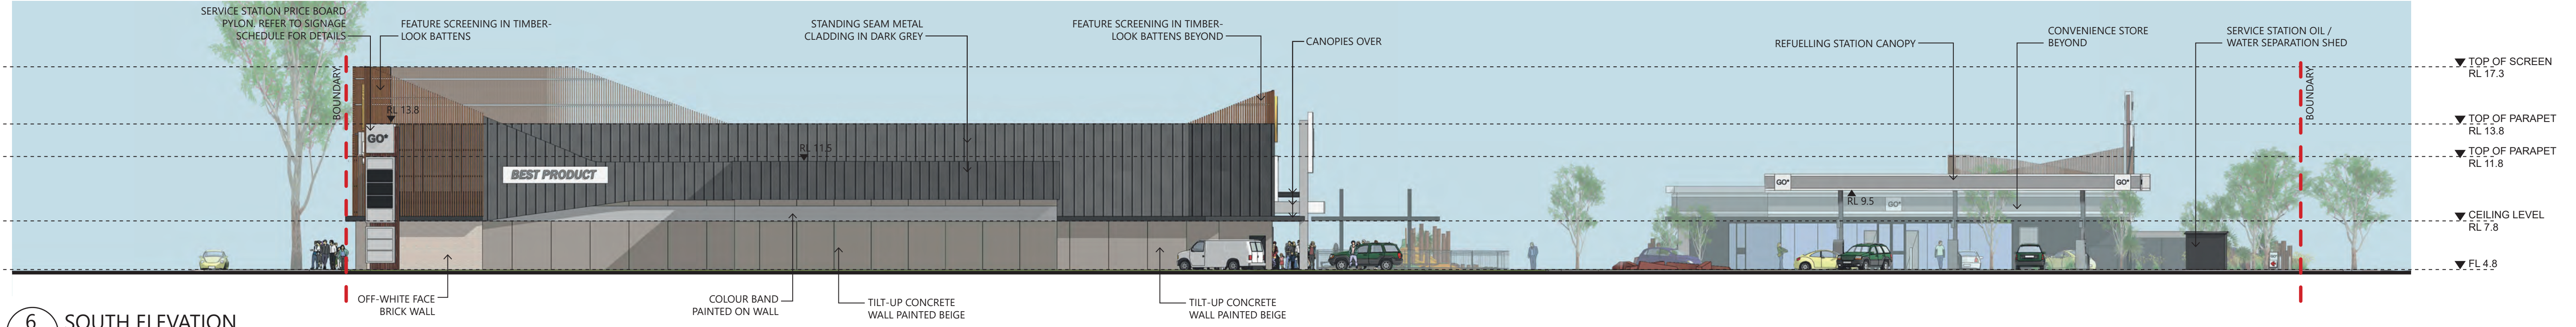 SERVICE STATION PRICE BOARD
PYLON. REFER TO SIGNAGE
SCHEDULE FOR DETAILS
FEATURE SCREENING IN TIMBER-
LOOK BATTENS
STANDING SEAM METAL
CLADDING IN DARK GREY
FEATURE SCREENING IN TIMBER-
LOOK BATTENS BEYOND
CANOPIES OVER
REFUELLING STATION CANOPY
CONVENIENCE STORE
BEYOND
SERVICE STATION OIL /
WATER SEPARATION SHED
BOUNDARY
BOUNDARY
TOP OF SCREEN
RL 17.3
TOP OF PARAPET
RL 13.8
TOP OF PARAPET
RL 11.8
CEILING LEVEL
RL 7.8
FL 4.8
RL 13.8
GO*
RL 11.5
BEST PRODUCT
GO*
GO*
RL 9.5
GO*
OFF-WHITE FACE
BRICK WALL
COLOUR BAND
PAINTED ON WALL
TILT-UP CONCRETE
WALL PAINTED BEIGE
TILT-UP CONCRETE
WALL PAINTED BEIGE
6
SOUTH ELEVATION